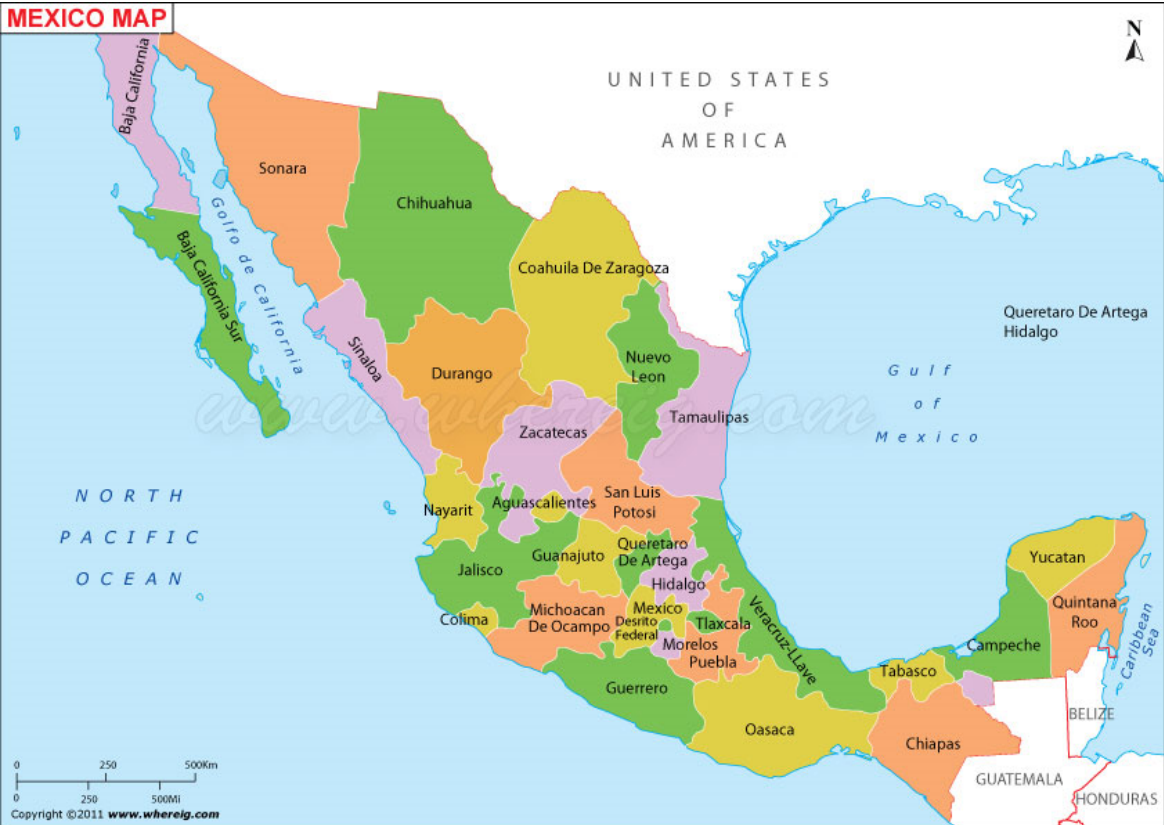 MEXICO MAP
N
UNITED STATES
OF
AMERICA
Baja California
Sonara
Chihuahua
Golfo de California
Baja California Sur
Coahuila De Zaragoza
Queretaro De Artega
Hidalgo
Sinaloa
Durango
Nuevo
Leon
Gulf
of
Mexico
www.whereig.com
Tamaulipas
Zacatecas
NORTH
PACIFIC
OCEAN
Nayarit
Aguascalientes
San Luis
Potosi
Jalisco
Guanajuto
Queretaro
De Artega
Hidalgo
Yucatan
Quintana
Roo
Caribbean
Sea
Colima
Michoacan
De Ocampo
Mexico
Desrito
Federal
Tlaxcala
Veracruz-LLave
Morelos
Puebla
Campeche
Tabasco
Guerrero
Oasaca
Chiapas
BELIZE
GUATEMALA
HONDURAS
0 250 500Km
0 250 500Mi
Copyright ©2011 www.whereig.com